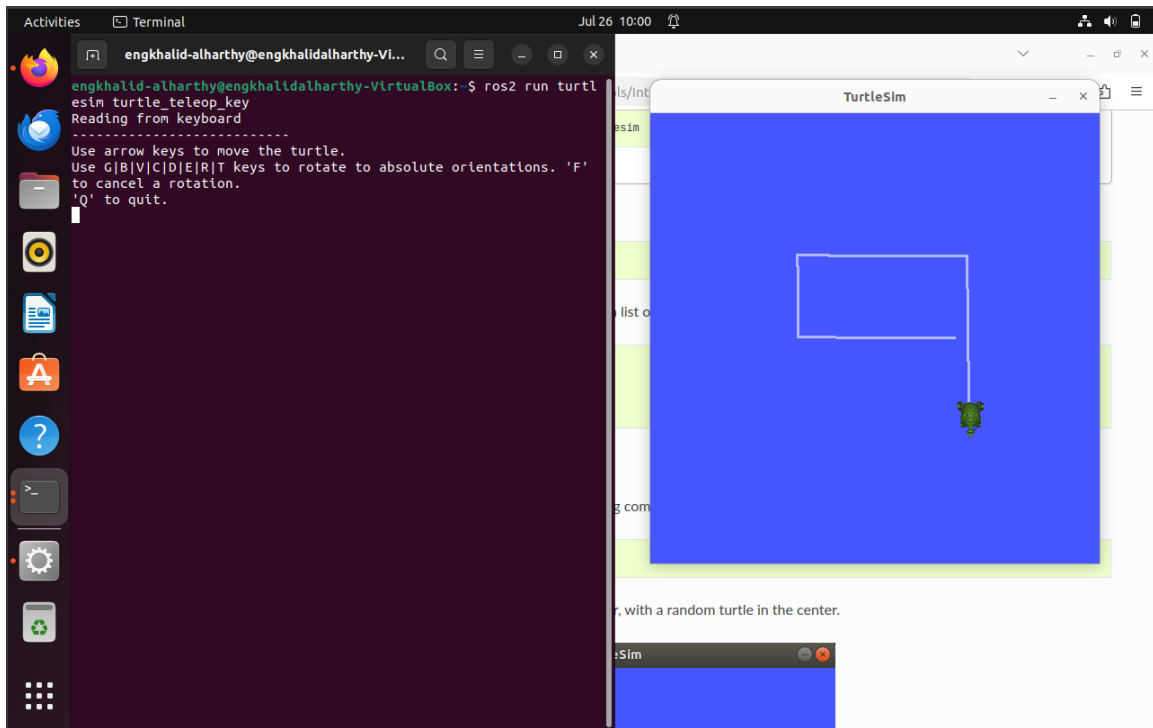 Activities
Terminal
Jul 26 10:00
engkhalid-alharthy@engkhalidalharthy-Vi...
engkhalid-alharthy@engkhalidalharthy-VirtualBox:~$ ros2 run turtl
esim turtle_teleop_key
Reading from keyboard
---------------------------
Use arrow keys to move the turtle.
Use G|B|V|C|D|E|R|T keys to rotate to absolute orientations. 'F'
to cancel a rotation.
'Q' to quit.
TurtleSim
esim
list o
g com
, with a random turtle in the center.
eSim